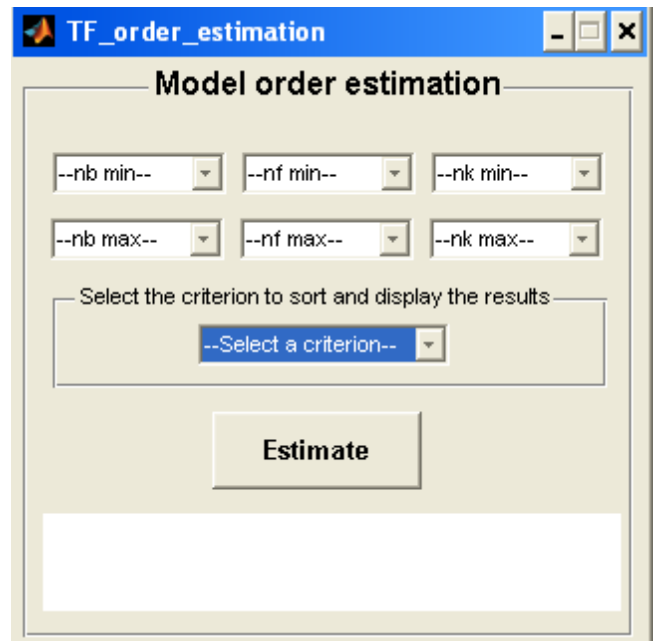 TF_order_estimation
Model order estimation
--nb min-- --nf min-- --nk min--
--nb max-- --nf max-- --nk max--
Select the criterion to sort and display the results
--Select a criterion--
Estimate